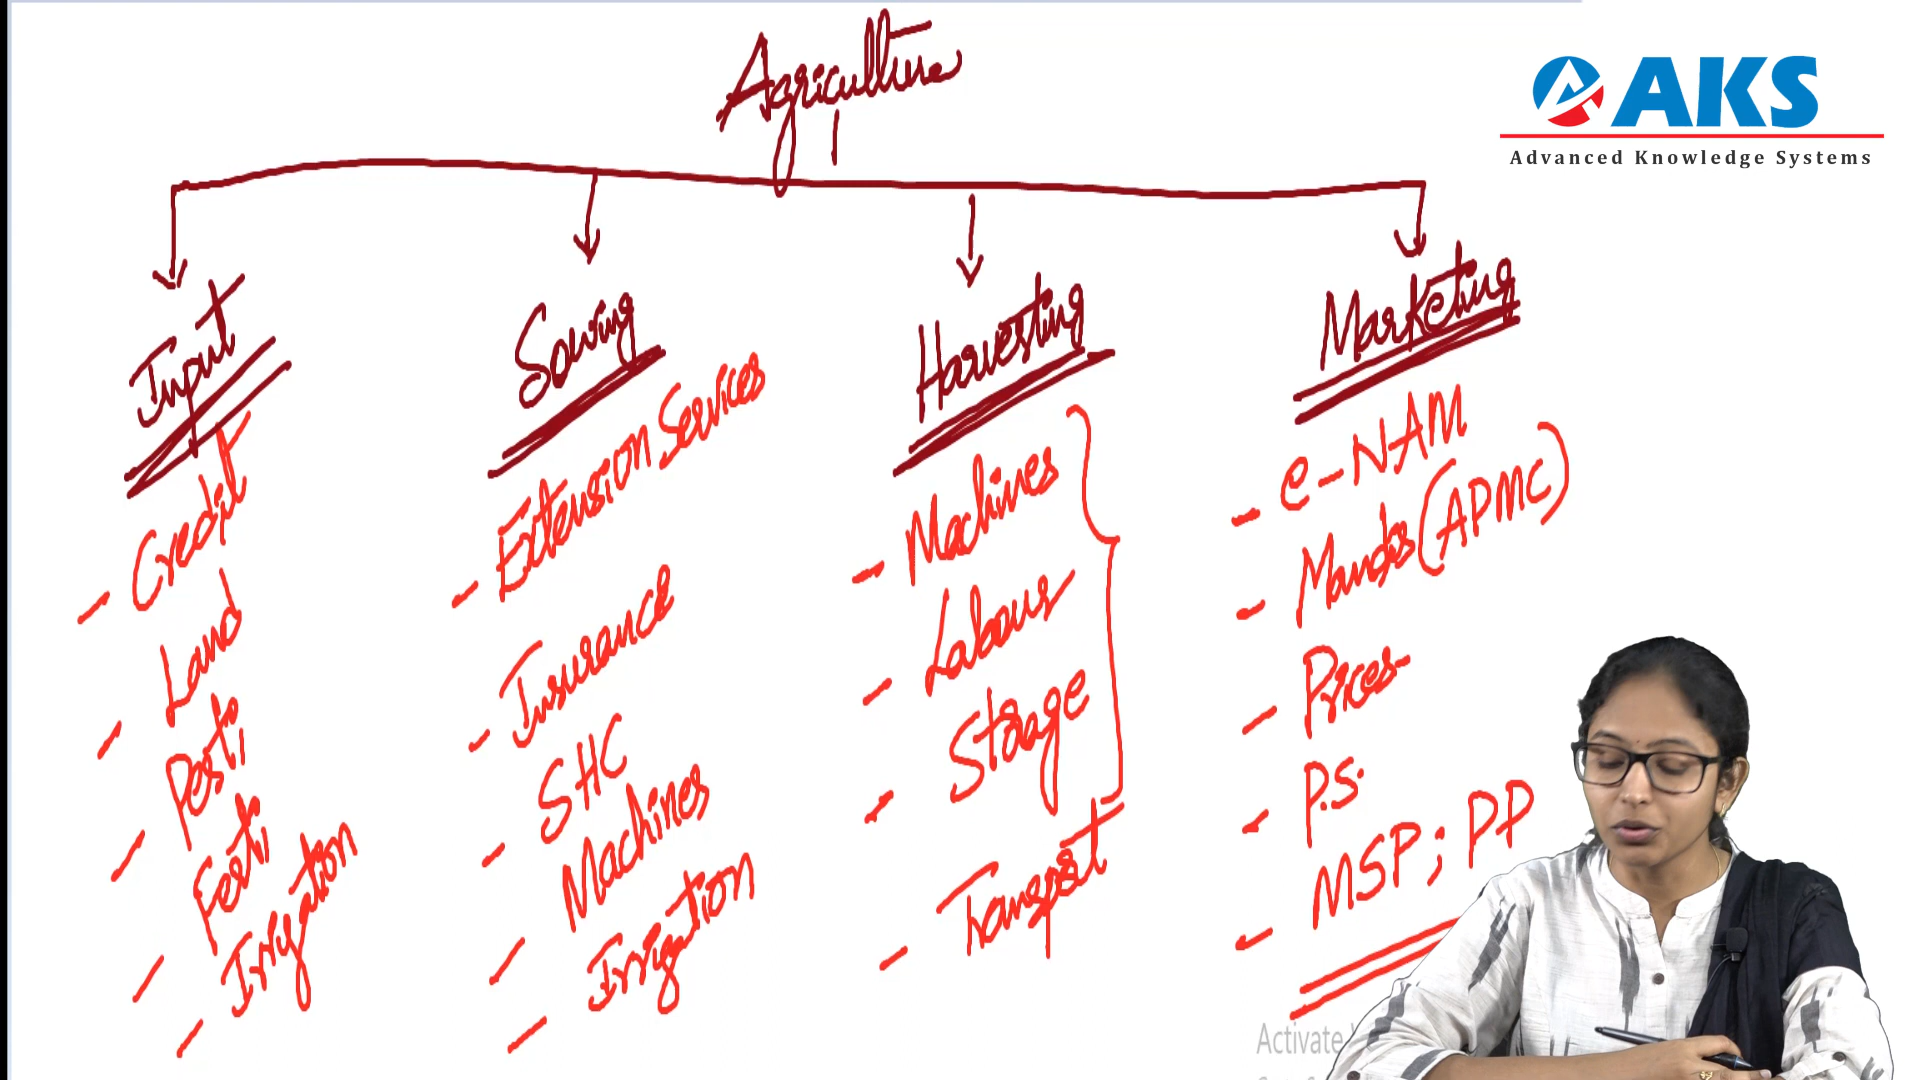 Agriculture
AKS
Advanced Knowledge Systems
Input
- Credit
- Land
- Pesti,
- Ferti,
- Irrigation
Sowing
- Extension Services
- Insurance
- SHC
- Machines
- Irrigation
Harvesting
- Machines
- Labour
- Storage
- Transport
Marketing
- e-NAM
- Mandis (APMC)
- Prices
- P.S.
- MSP; PP
Activate